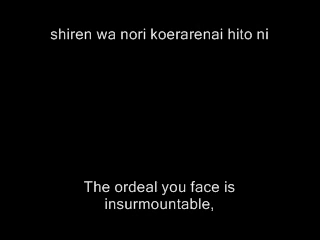 shiren wa nori koerarenai hito ni
The ordeal you face is
insurmountable,